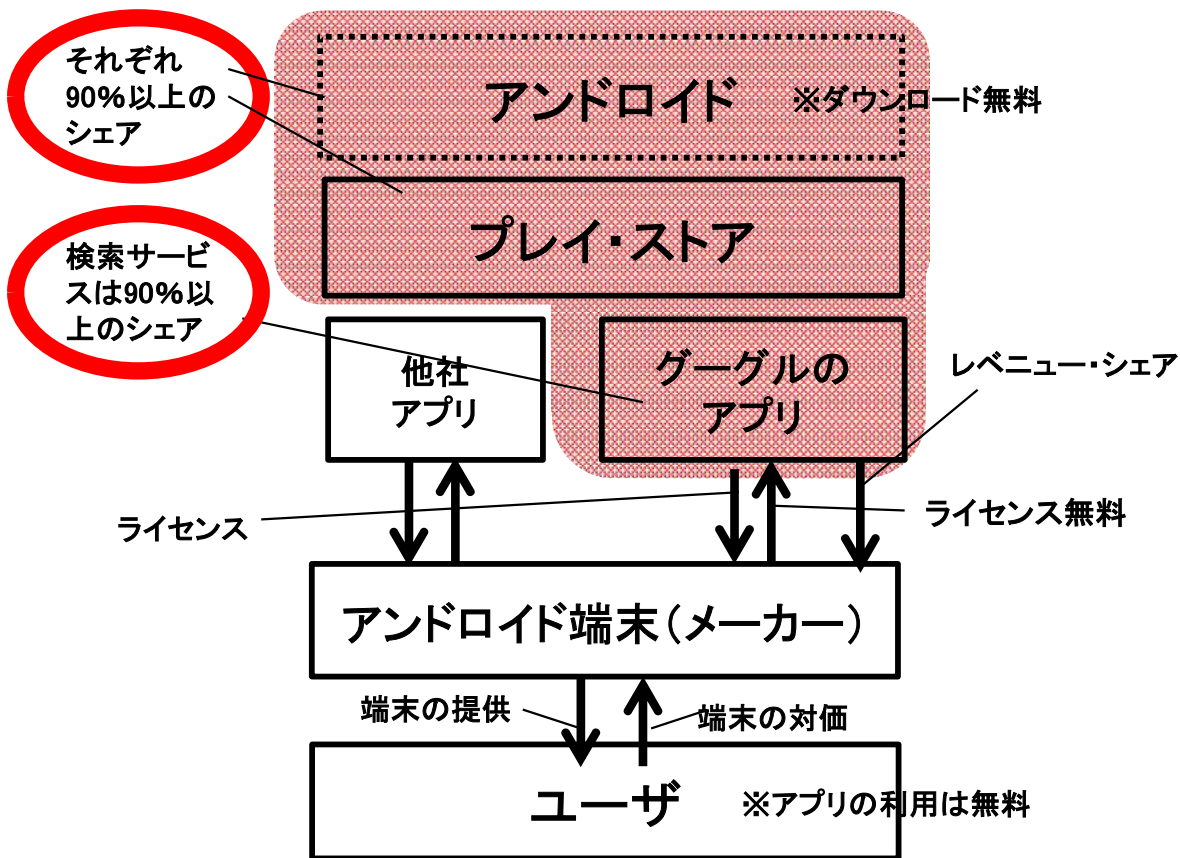 それぞれ
90%以上の
シェア
アンドロイド
※ダウンロード無料
プレイ・ストア
検索サービ
スは90%以
上のシェア
他社
アプリ
グーグルの
アプリ
レベニュー・シェア
ライセンス
ライセンス無料
アンドロイド端末(メーカー)
端末の提供
端末の対価
ユーザ
※アプリの利用は無料